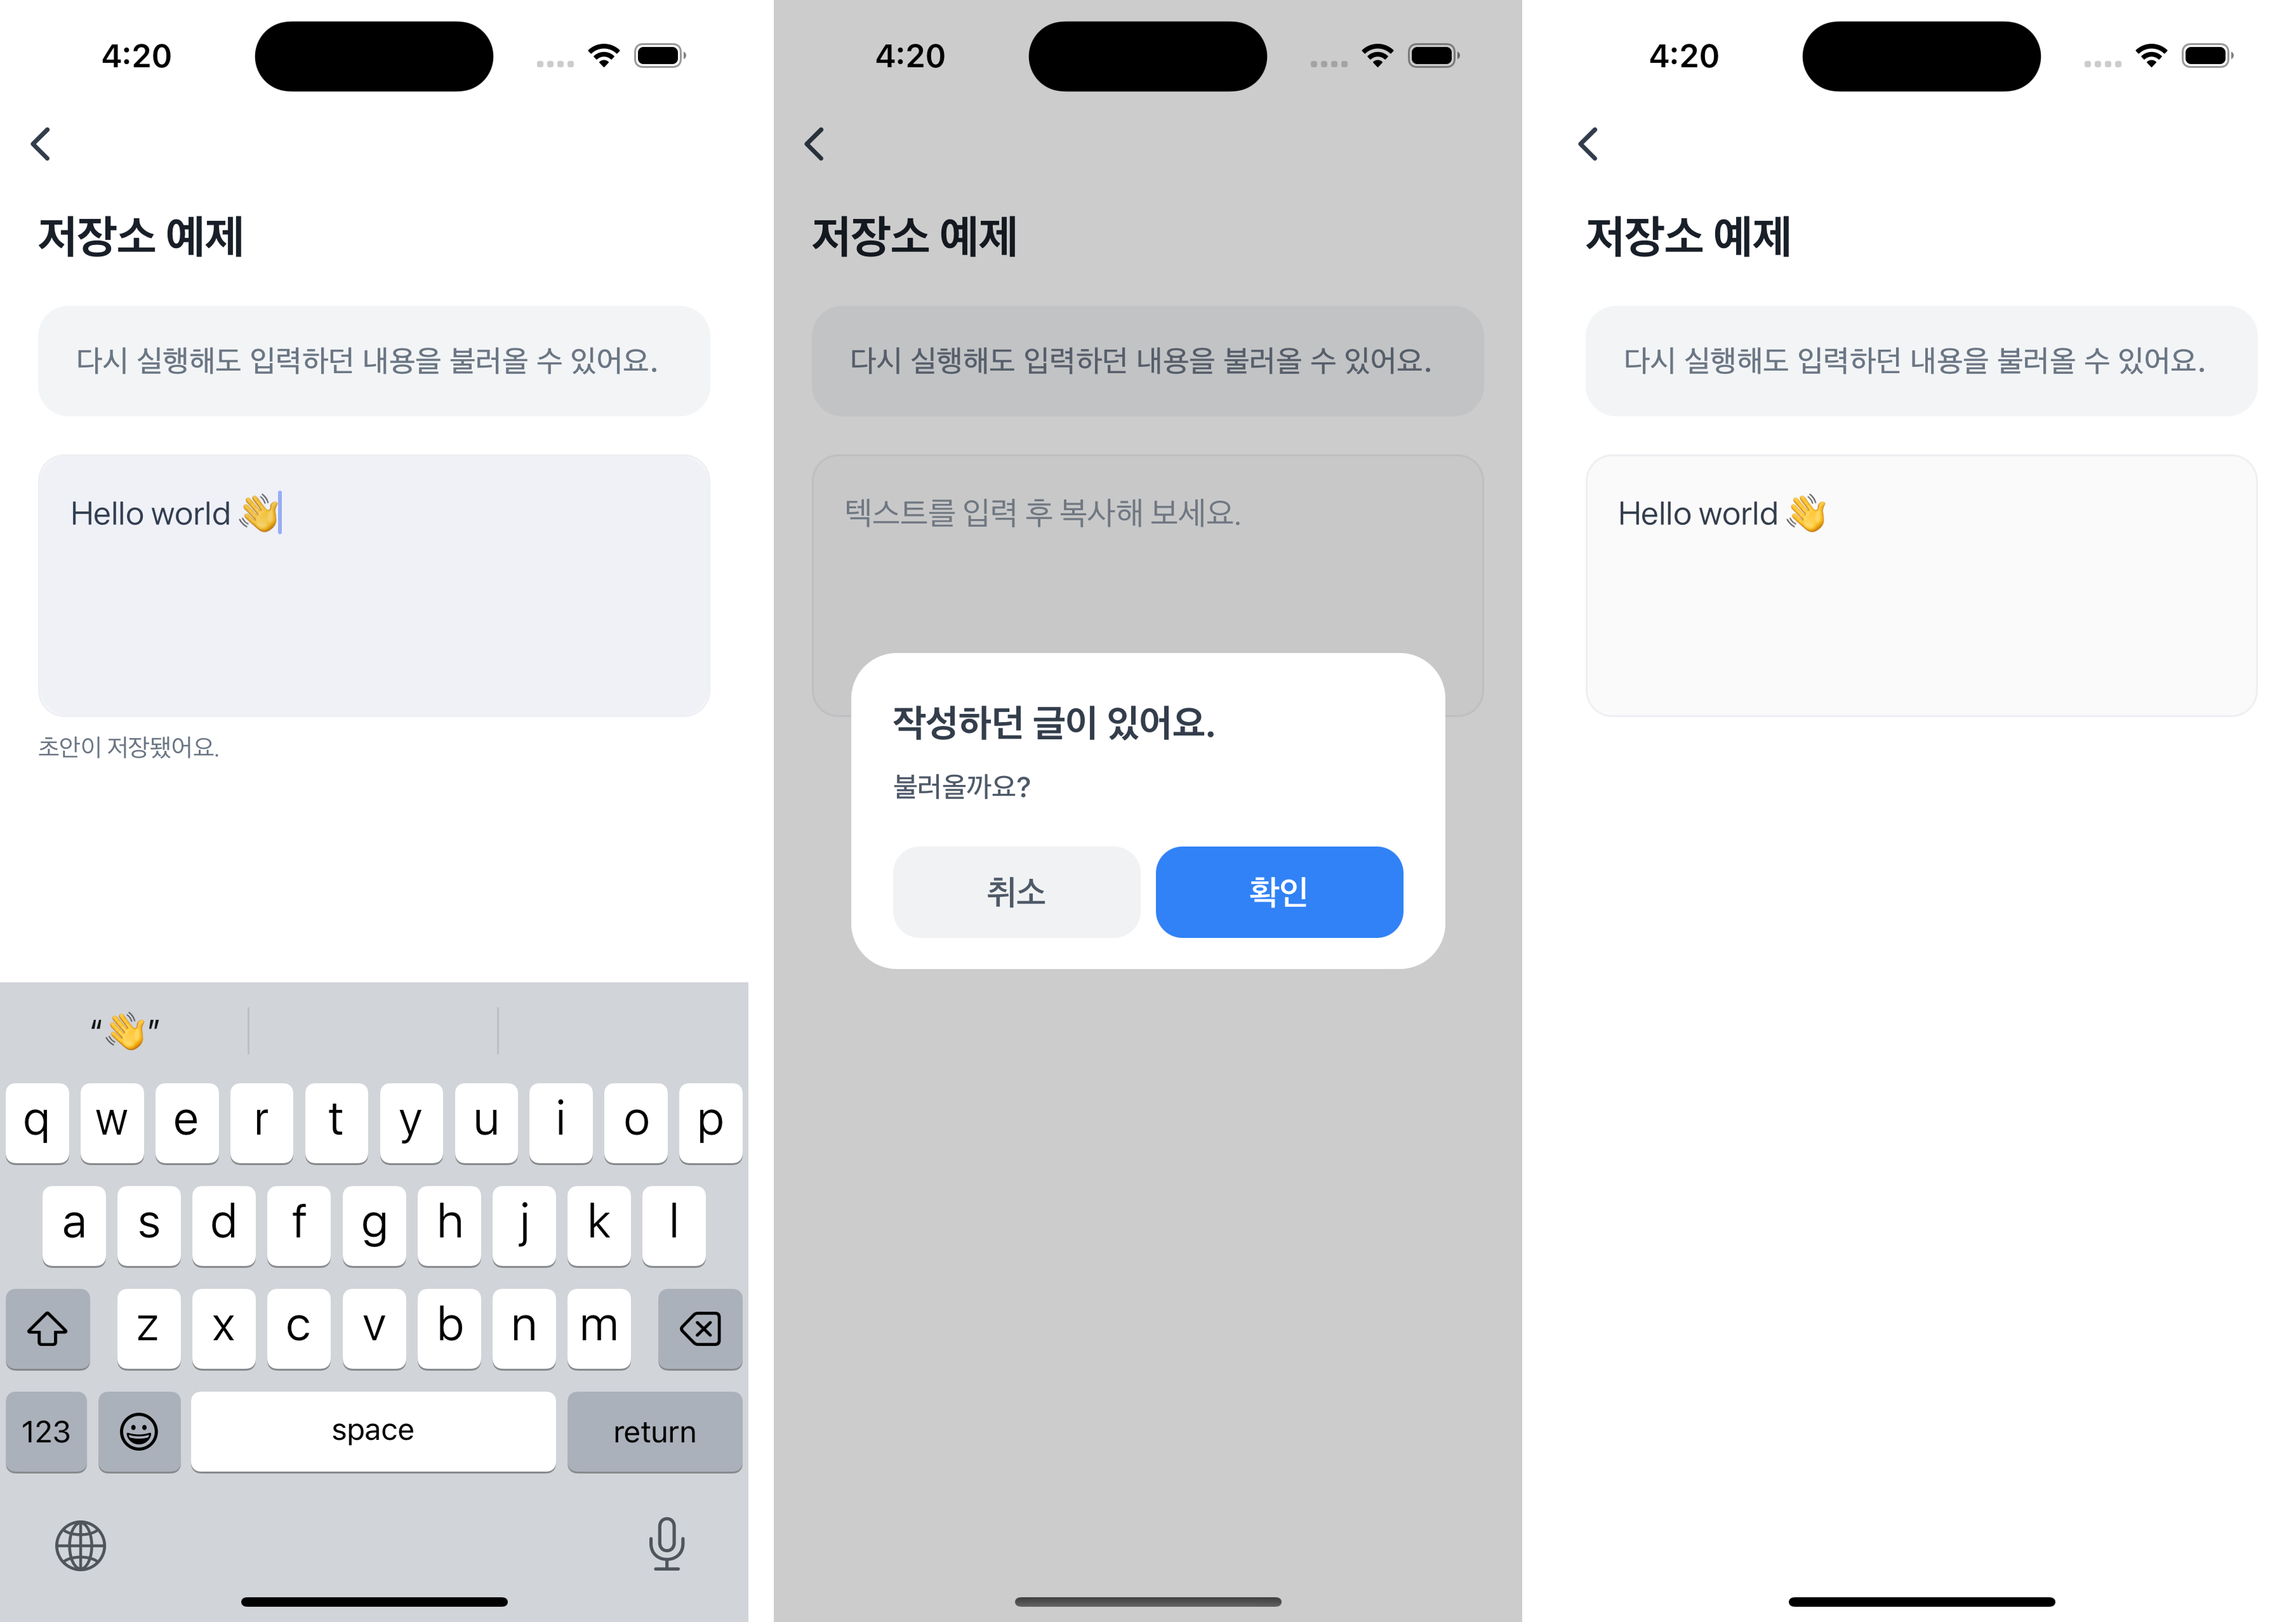 4:20
저장소 예제
다시 실행해도 입력하던 내용을 불러올 수 있어요.
Hello world 👋
초안이 저장됐어요.
“👋”
q w e r t y u i o p
a s d f g h j k l
z x c v b n m
123 space return
4:20
저장소 예제
다시 실행해도 입력하던 내용을 불러올 수 있어요.
텍스트를 입력 후 복사해 보세요.
작성하던 글이 있어요.
불러올까요?
취소 확인
4:20
저장소 예제
다시 실행해도 입력하던 내용을 불러올 수 있어요.
Hello world 👋